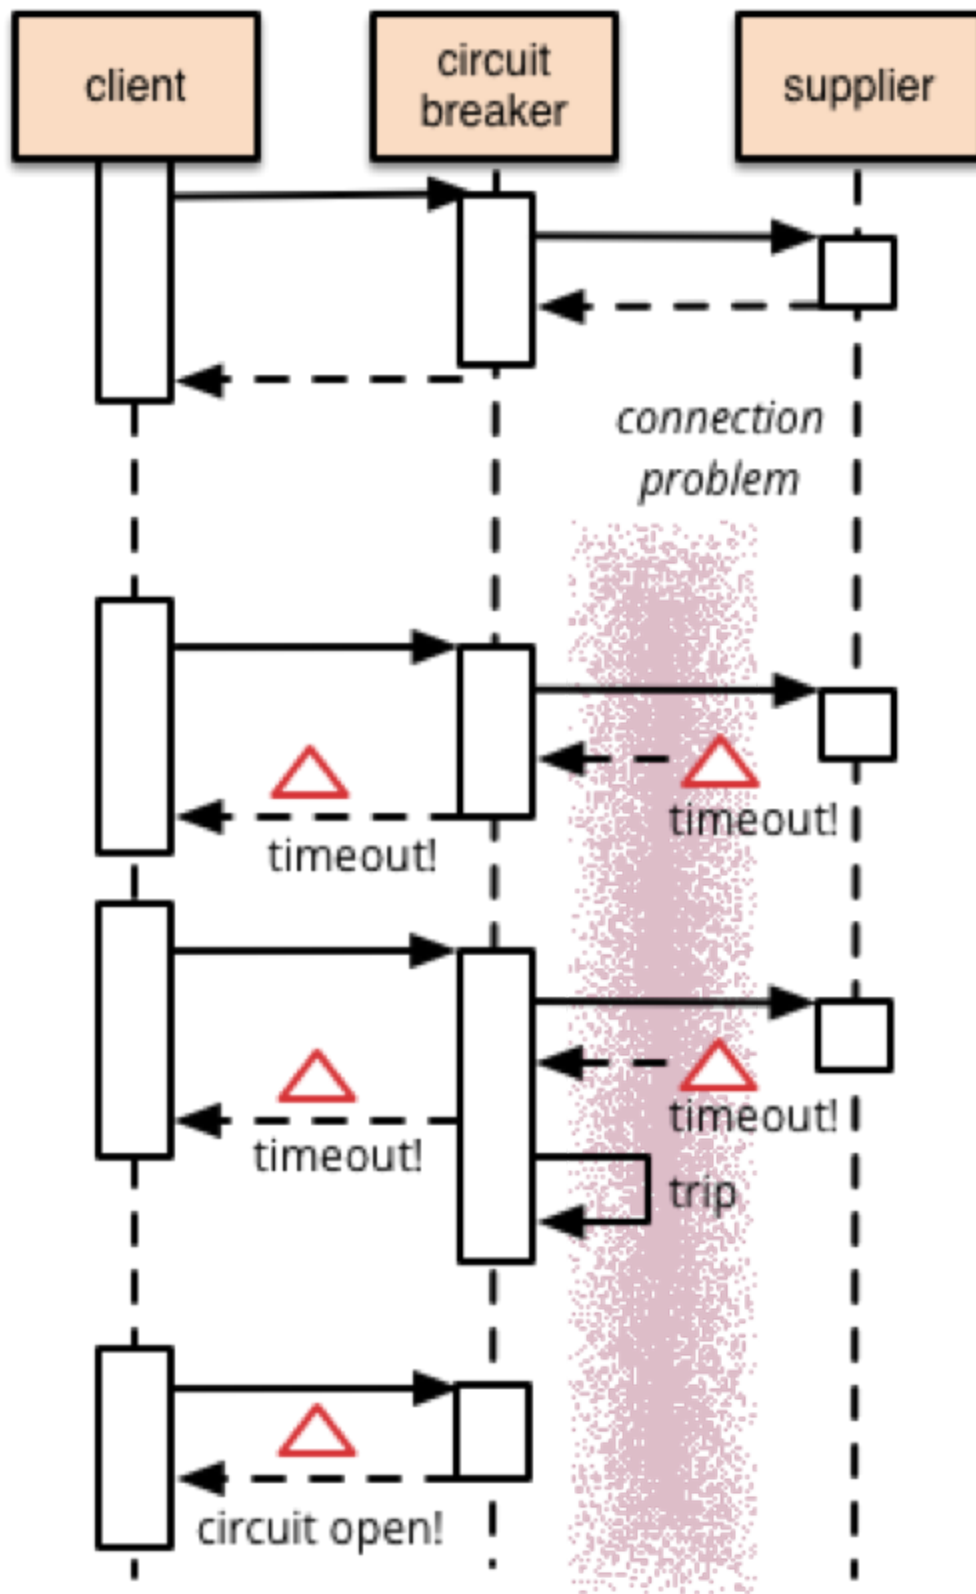 client
circuit
breaker
supplier
connection
problem
timeout!
timeout!
timeout!
timeout!
trip
circuit open!